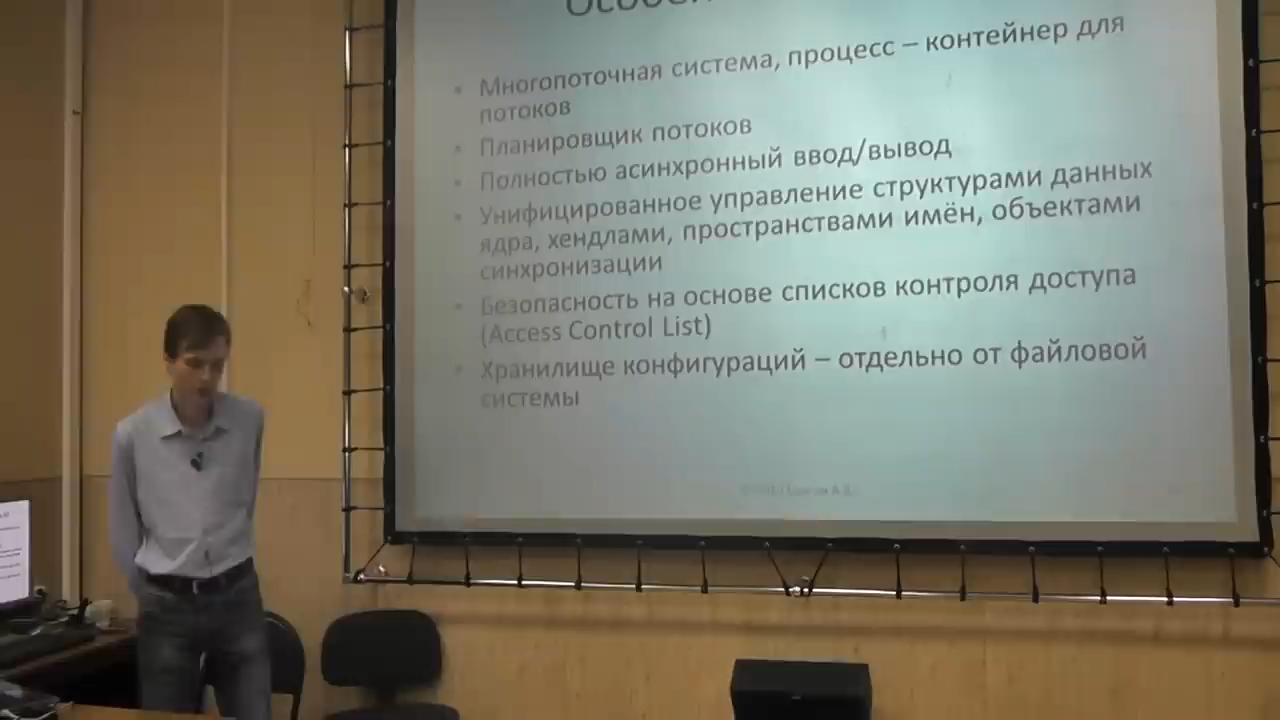 Многопоточная система, процесс – контейнер для
потоков
Планировщик потоков
Полностью асинхронный ввод/вывод
Унифицированное управление структурами данных
ядра, хендлами, пространствами имён, объектами
синхронизации
Безопасность на основе списков контроля доступа
(Access Control List)
Хранилище конфигураций – отдельно от файловой
системы